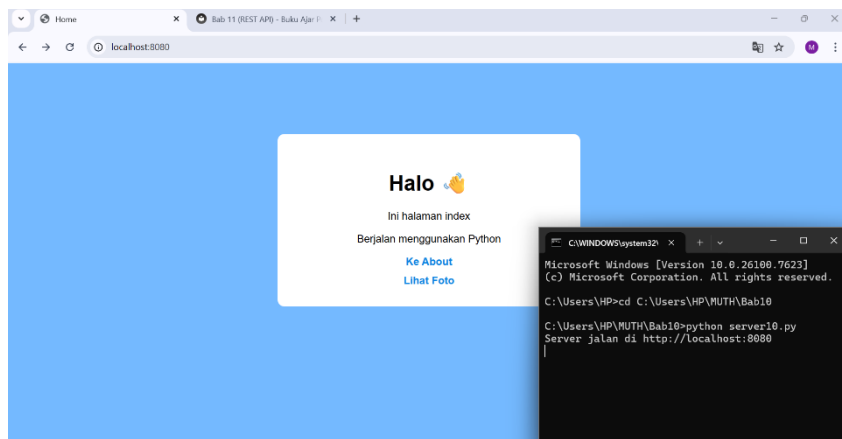 Home
Bab 11 (REST API) - Buku Ajar
localhost:8080
M
Halo 👋
Ini halaman index
Berjalan menggunakan Python
Ke About
Lihat Foto
C:\WINDOWS\system32\
Microsoft Windows [Version 10.0.26100.7623]
(c) Microsoft Corporation. All rights reserved.
C:\Users\HP>cd C:\Users\HP\MUTH\Bab10
C:\Users\HP\MUTH\Bab10>python server10.py
Server jalan di http://localhost:8080